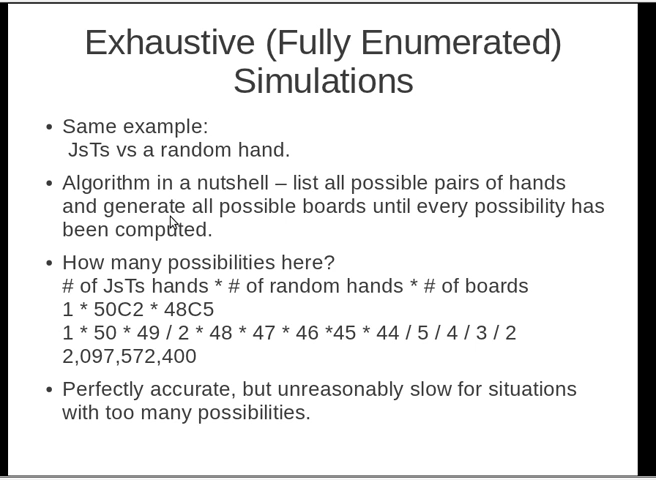 Exhaustive (Fully Enumerated)
Simulations
• Same example:
JsTs vs a random hand.
• Algorithm in a nutshell – list all possible pairs of hands
and generate all possible boards until every possibility has
been computed.
• How many possibilities here?
# of JsTs hands * # of random hands * # of boards
1 * 50C2 * 48C5
1 * 50 * 49 / 2 * 48 * 47 * 46 *45 * 44 / 5 / 4 / 3 / 2
2,097,572,400
• Perfectly accurate, but unreasonably slow for situations
with too many possibilities.